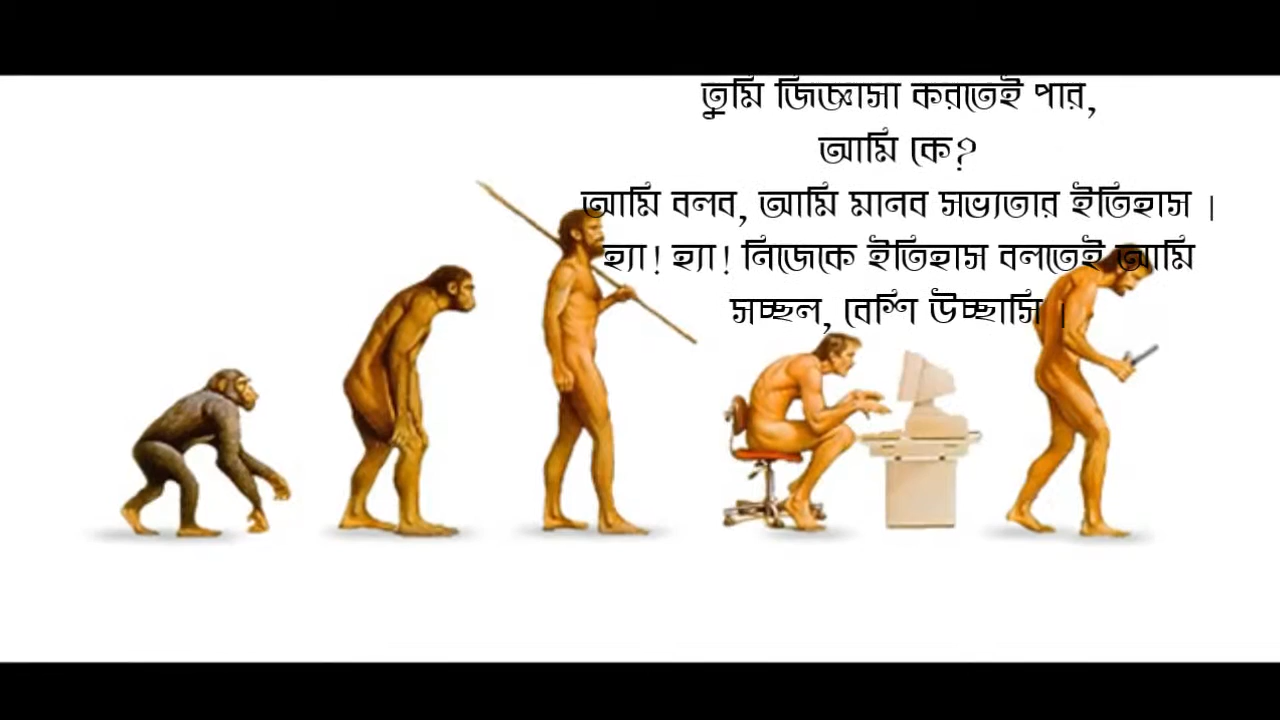 তুমি জিজ্ঞাসা করতেই পার,
আমি কে?
আমি বলব, আমি মানব সভ্যতার ইতিহাস ।
হ্যা! হ্যা! নিজেকে ইতিহাস বলতেই আমি
সচ্ছল, বেশি উচ্ছাসি ।